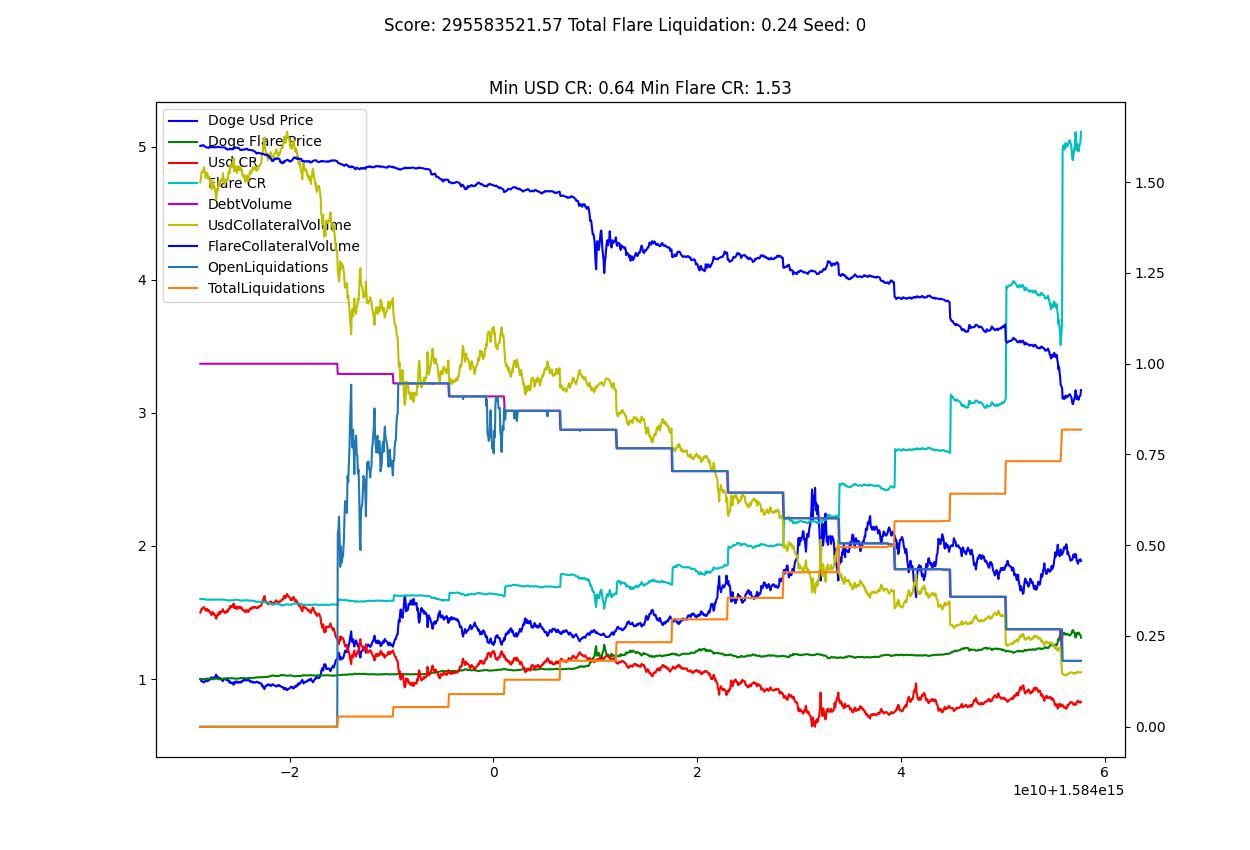 Score: 295583521.57 Total Flare Liquidation: 0.24 Seed: 0
Min USD CR: 0.64 Min Flare CR: 1.53
Doge Usd Price
Doge Flare Price
Usd CR
Flare CR
DebtVolume
UsdCollateralVolume
FlareCollateralVolume
OpenLiquidations
TotalLiquidations
5
4
3
2
1
1.50
1.25
1.00
0.75
0.50
0.25
0.00
−2
0
2
4
6
1e10+1.584e15